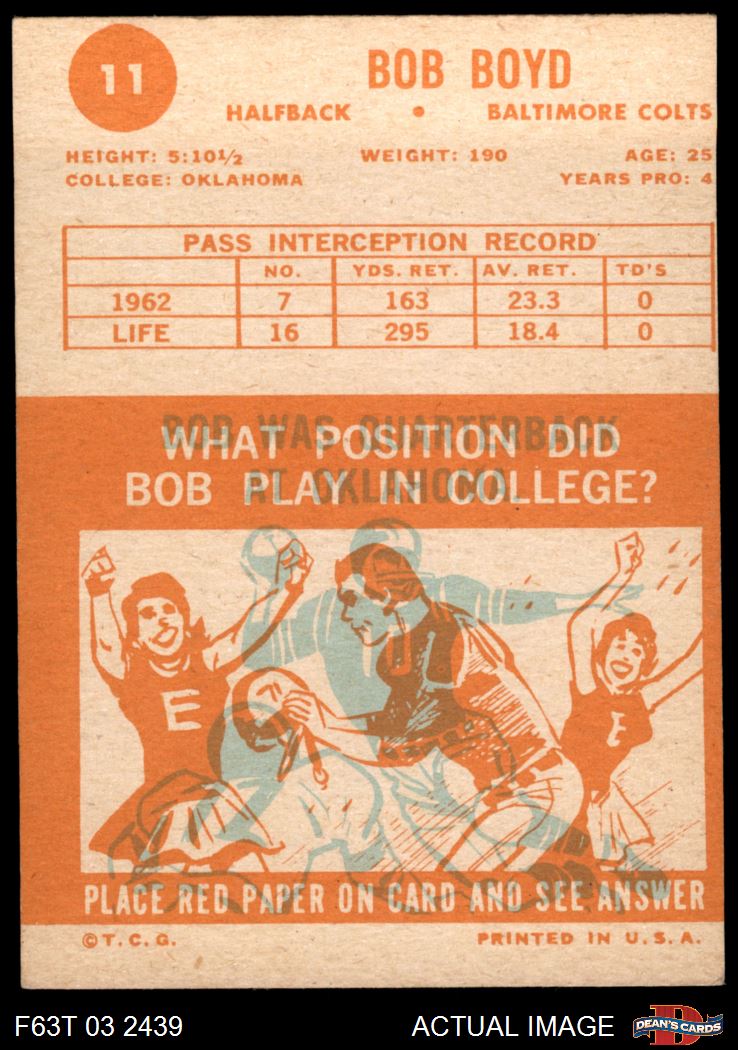 11
BOB BOYD
HALFBACK • BALTIMORE COLTS
HEIGHT: 5:10½ WEIGHT: 190 AGE: 25
COLLEGE: OKLAHOMA YEARS PRO: 4
PASS INTERCEPTION RECORD
NO. YDS. RET. AV. RET. TD'S
1962 7 163 23.3 0
LIFE 16 295 18.4 0
BOB WAS QUARTERBACK
AT OKLAHOMA.
WHAT POSITION DID
BOB PLAY IN COLLEGE?
E
E
PLACE RED PAPER ON CARD AND SEE ANSWER
©T.C.G. PRINTED IN U.S.A.
F63T 03 2439 ACTUAL IMAGE DEAN'S CARDS